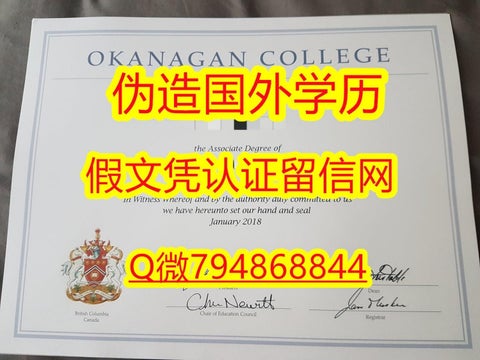 OKANAGAN COLLEGE
伪造国外学历
the Associate Degree of
假文凭认证留信网
In Witness Whereof and by the authority duly committed to us
we have hereunto set our hand and seal
January 2018
Q微794868844
Dean
Chair of Education Council
Registrar
British Columbia
Canada